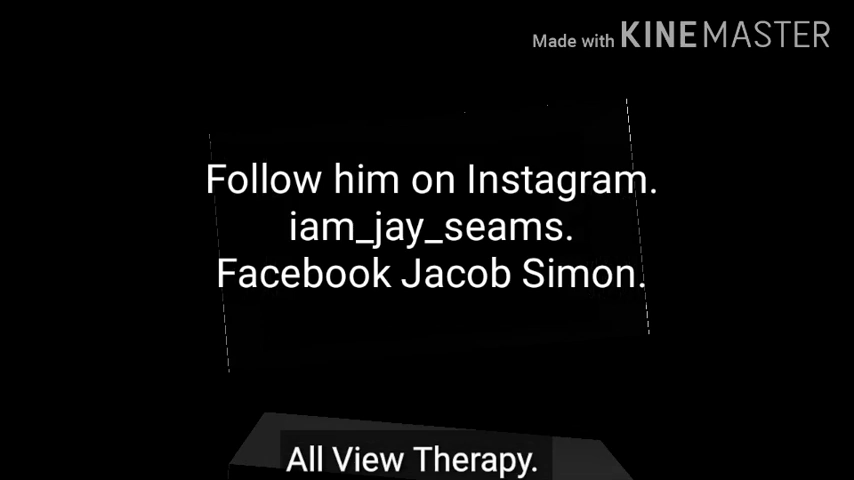 Made with KINEMASTER
Follow him on Instagram.
iam_jay_seams.
Facebook Jacob Simon.
All View Therapy.